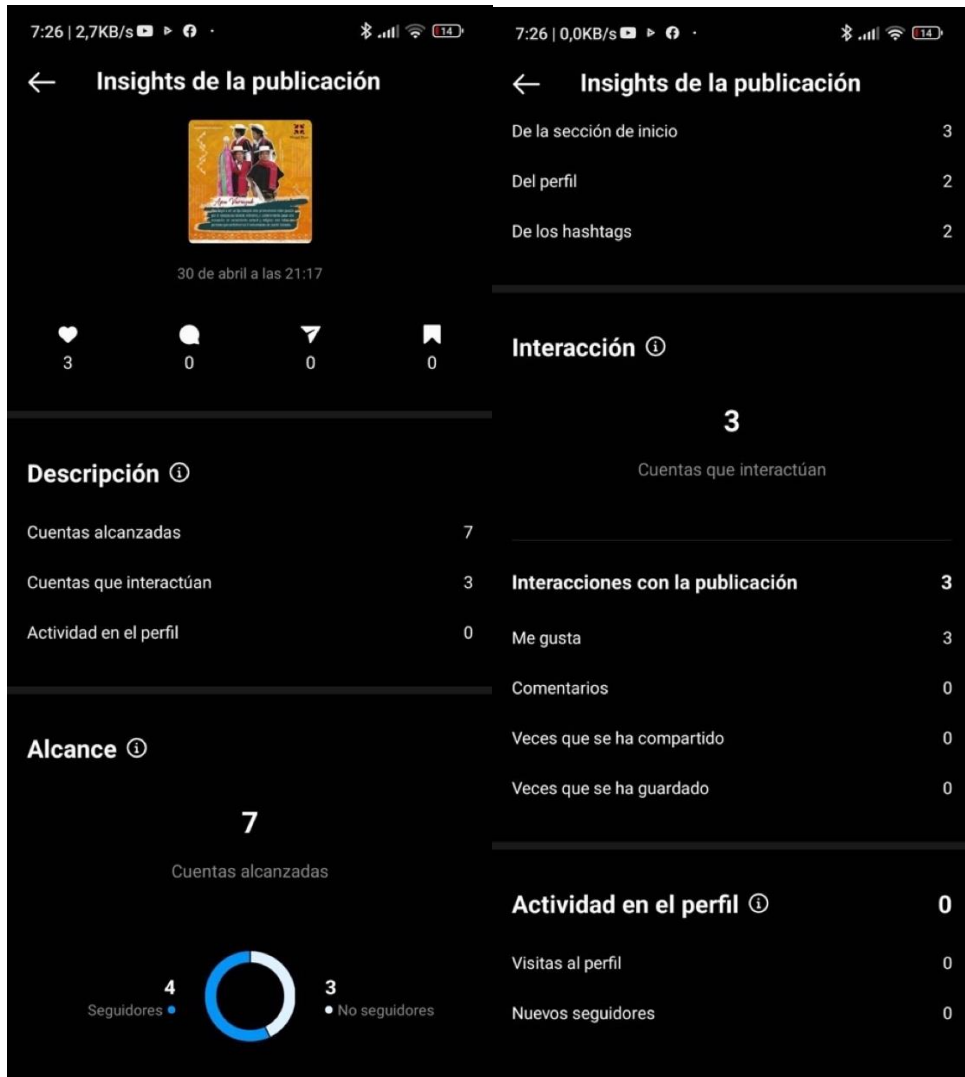 7:26 | 2,7KB/s
14
Insights de la publicación
30 de abril a las 21:17
3
0
0
0
Descripción
Cuentas alcanzadas 7
Cuentas que interactúan 3
Actividad en el perfil 0
Alcance
7
Cuentas alcanzadas
4
Seguidores
3
No seguidores
7:26 | 0,0KB/s
14
Insights de la publicación
De la sección de inicio 3
Del perfil 2
De los hashtags 2
Interacción
3
Cuentas que interactúan
Interacciones con la publicación 3
Me gusta 3
Comentarios 0
Veces que se ha compartido 0
Veces que se ha guardado 0
Actividad en el perfil 0
Visitas al perfil 0
Nuevos seguidores 0